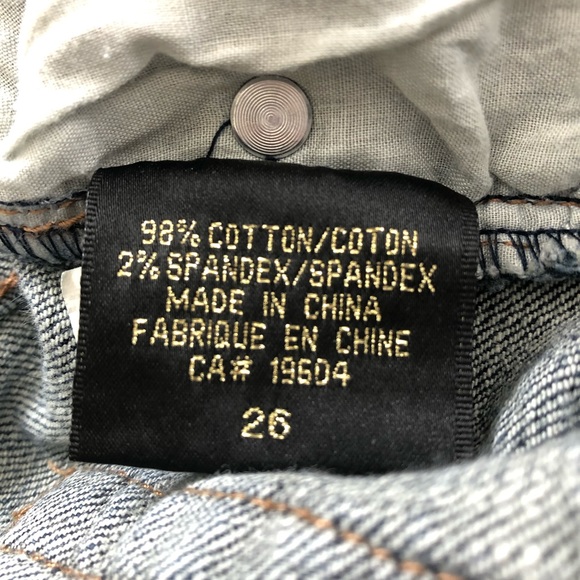 98% COTTON/COTON
2% SPANDEX/SPANDEX
MADE IN CHINA
FABRIQUE EN CHINE
CA# 19604
26